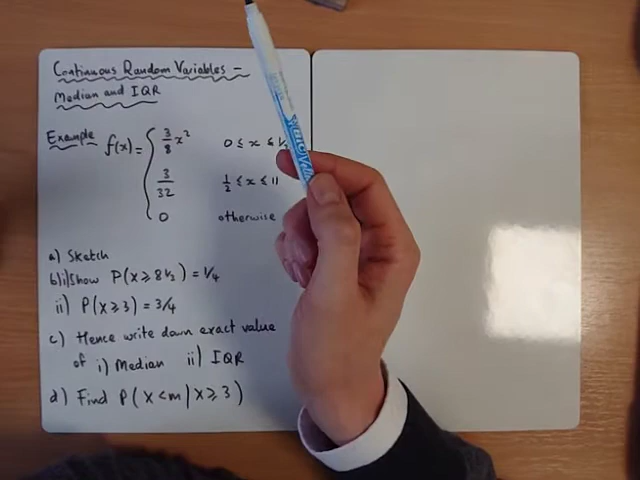 Continuous Random Variables -
Median and IQR
Example f(x) = { 3/8 x² 0 ≤ x ≤ 1/
3/32 1/2 ≤ x ≤ 11
0 otherwise
a) Sketch
b)i) Show P(X ≥ 8 1/2) = 1/4
ii) P(X ≥ 3) = 3/4
c) Hence write down exact value
of i) Median ii) IQR
d) Find P(X < m | X ≥ 3)